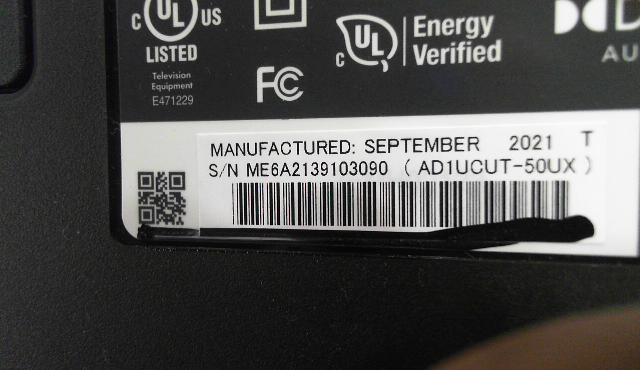 C UL US
LISTED
Television
Equipment
E471229
FC
C UL
Energy
Verified
AU
MANUFACTURED: SEPTEMBER 2021 T
S/N ME6A2139103090 ( AD1UCUT-50UX )